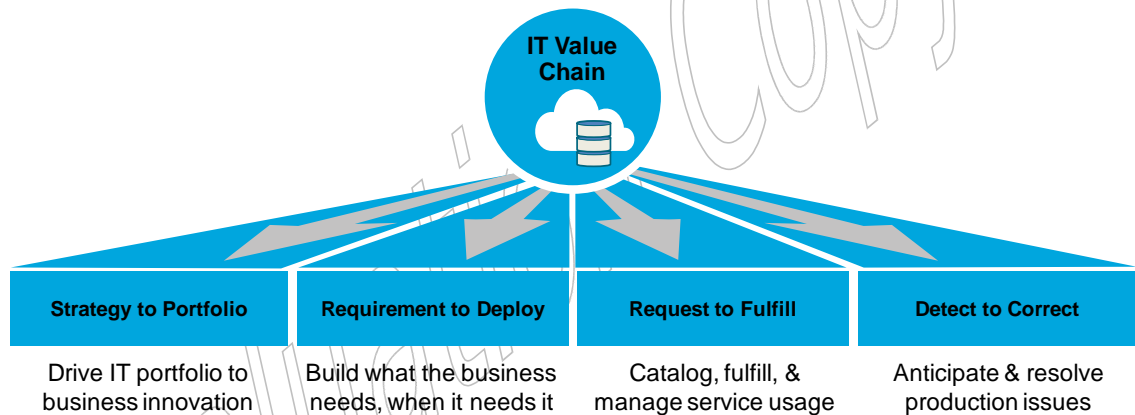 IT Value
Chain
Strategy to Portfolio
Requirement to Deploy
Request to Fulfill
Detect to Correct
Drive IT portfolio to
business innovation
Build what the business
needs, when it needs it
Catalog, fulfill, &
manage service usage
Anticipate & resolve
production issues
Copy